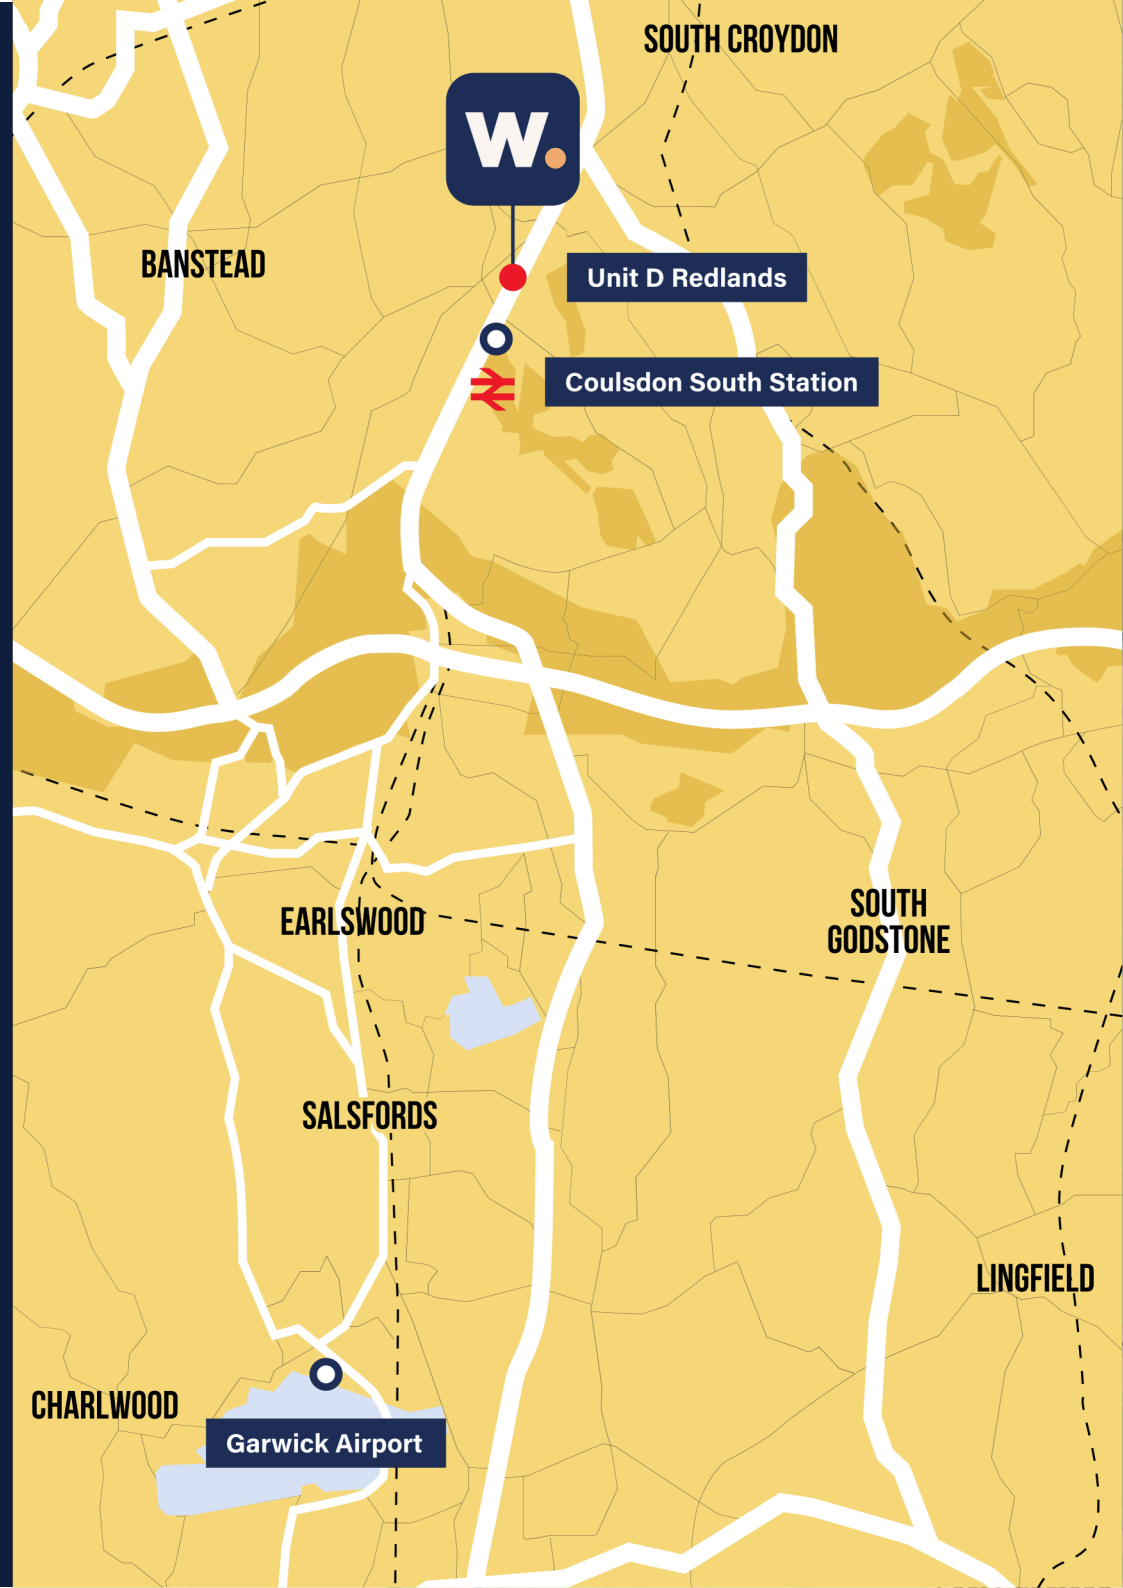 SOUTH CROYDON
W.
BANSTEAD
Unit D Redlands
Coulsdon South Station
SOUTH
GODSTONE
EARLSWOOD
SALSFORDS
LINGFIELD
CHARLWOOD
Garwick Airport